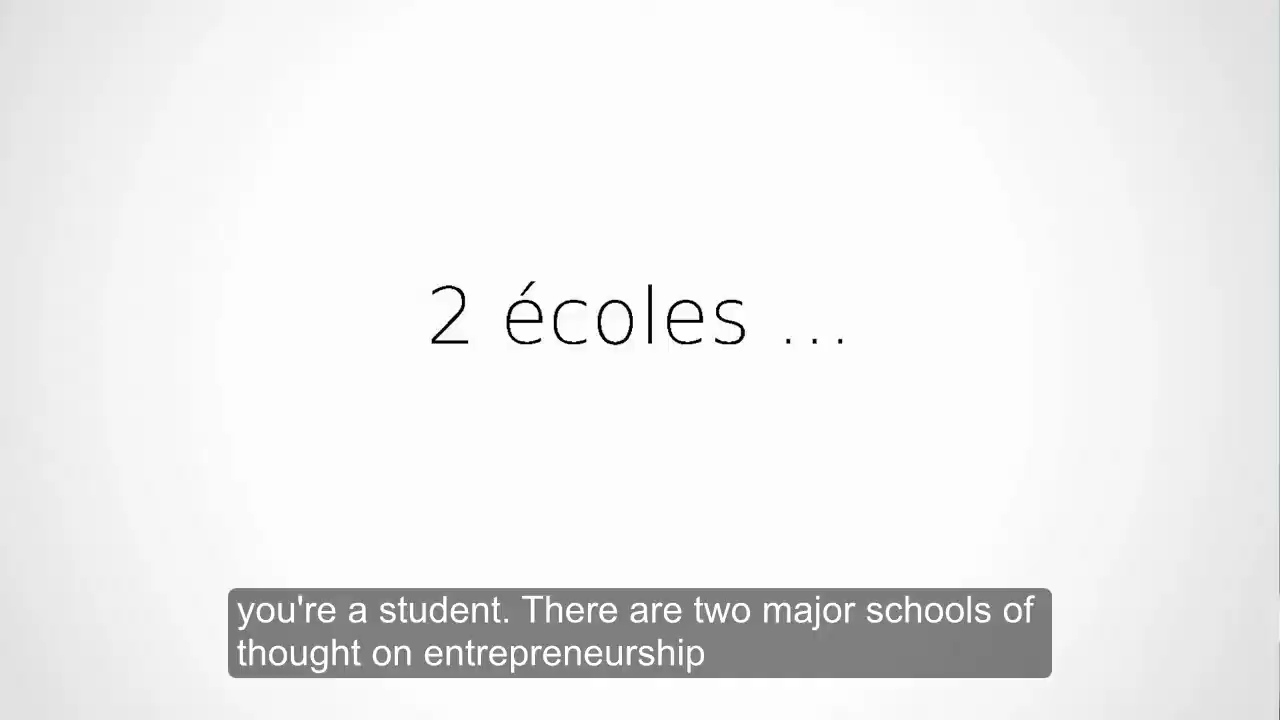 2 écoles ...
you're a student. There are two major schools of
thought on entrepreneurship